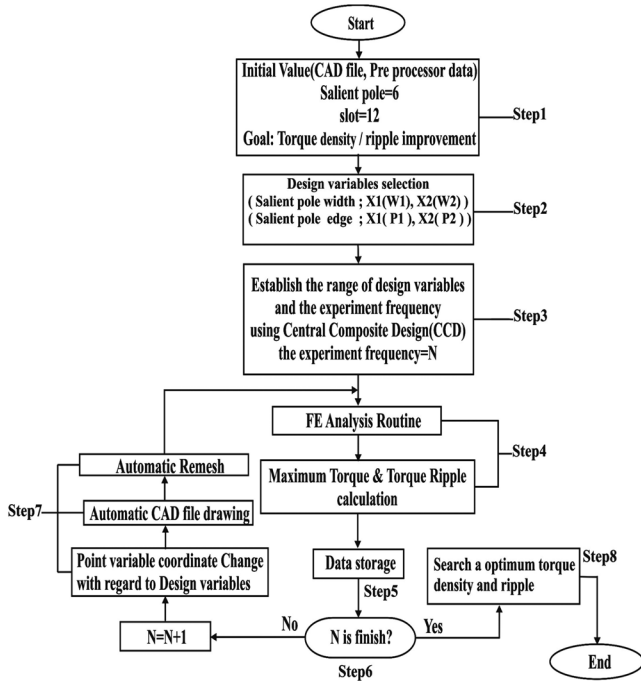 Start
Initial Value(CAD file, Pre processor data)
Salient pole=6
slot=12
Goal: Torque density / ripple improvement
Step1
Design variables selection
( Salient pole width ; X1(W1), X2(W2) )
( Salient pole edge ; X1( P1 ), X2( P2 ) )
Step2
Establish the range of design variables
and the experiment frequency
using Central Composite Design(CCD)
the experiment frequency=N
Step3
FE Analysis Routine
Maximum Torque & Torque Ripple
calculation
Step4
Data storage
Step5
N is finish?
Step6
No
Yes
N=N+1
Point variable coordinate Change
with regard to Design variables
Automatic CAD file drawing
Automatic Remesh
Step7
Search a optimum torque
density and ripple
Step8
End